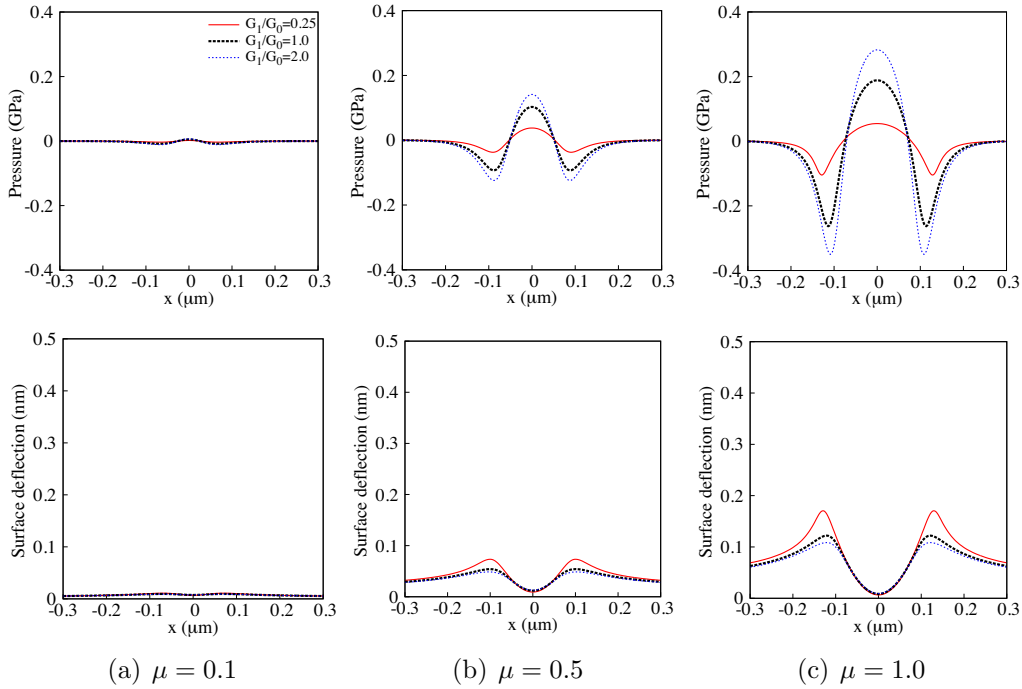 0.4
0.2
0
-0.2
-0.4
Pressure (GPa)
G1/G0=0.25
G1/G0=1.0
G1/G0=2.0
-0.3 -0.2 -0.1 0 0.1 0.2 0.3
x (μm)
0.4
0.2
0
-0.2
-0.4
Pressure (GPa)
-0.3 -0.2 -0.1 0 0.1 0.2 0.3
x (μm)
0.4
0.2
0
-0.2
-0.4
Pressure (GPa)
-0.3 -0.2 -0.1 0 0.1 0.2 0.3
x (μm)
0.5
0.4
0.3
0.2
0.1
0
Surface deflection (nm)
-0.3 -0.2 -0.1 0 0.1 0.2 0.3
x (μm)
0.5
0.4
0.3
0.2
0.1
0
Surface deflection (nm)
-0.3 -0.2 -0.1 0 0.1 0.2 0.3
x (μm)
0.5
0.4
0.3
0.2
0.1
0
Surface deflection (nm)
-0.3 -0.2 -0.1 0 0.1 0.2 0.3
x (μm)
(a) μ = 0.1
(b) μ = 0.5
(c) μ = 1.0